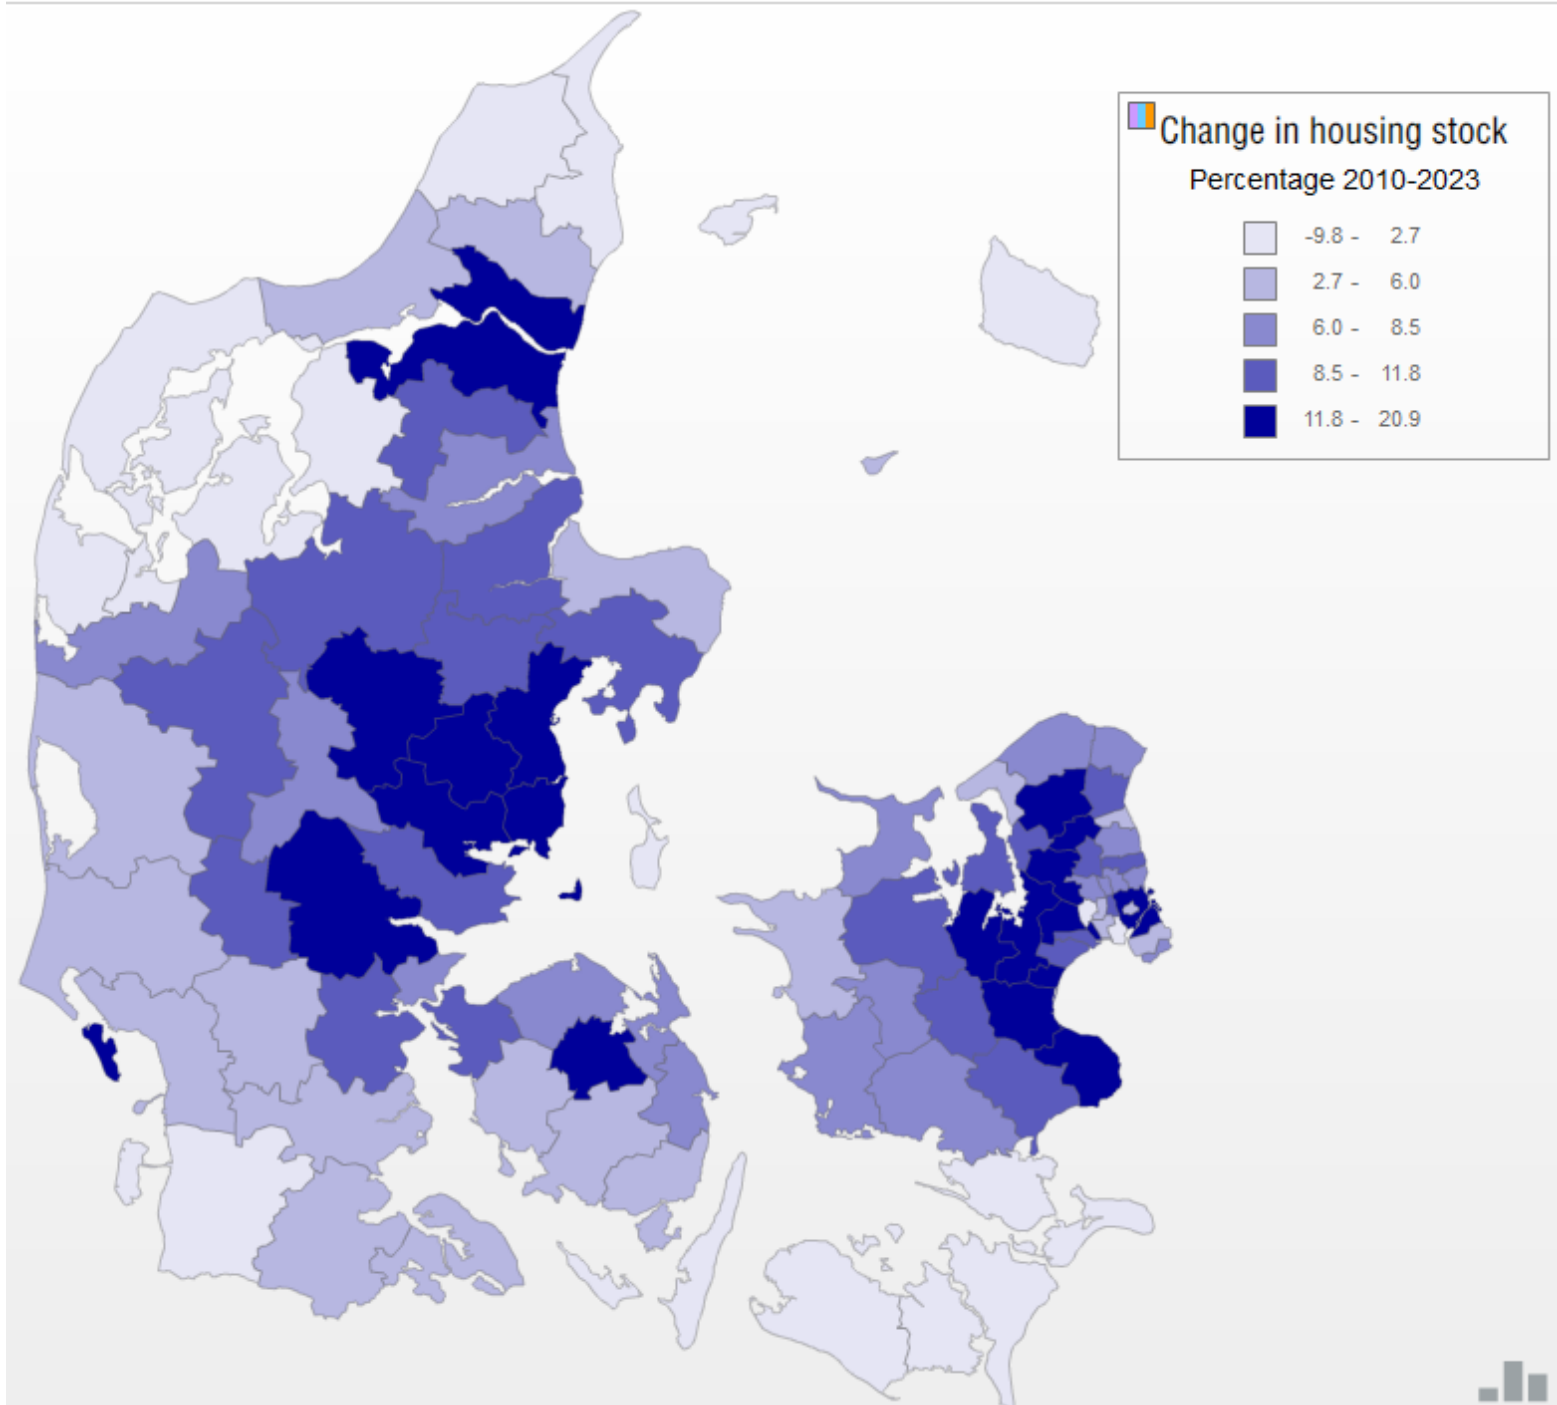 Change in housing stock
Percentage 2010-2023
-9.8 - 2.7
2.7 - 6.0
6.0 - 8.5
8.5 - 11.8
11.8 - 20.9